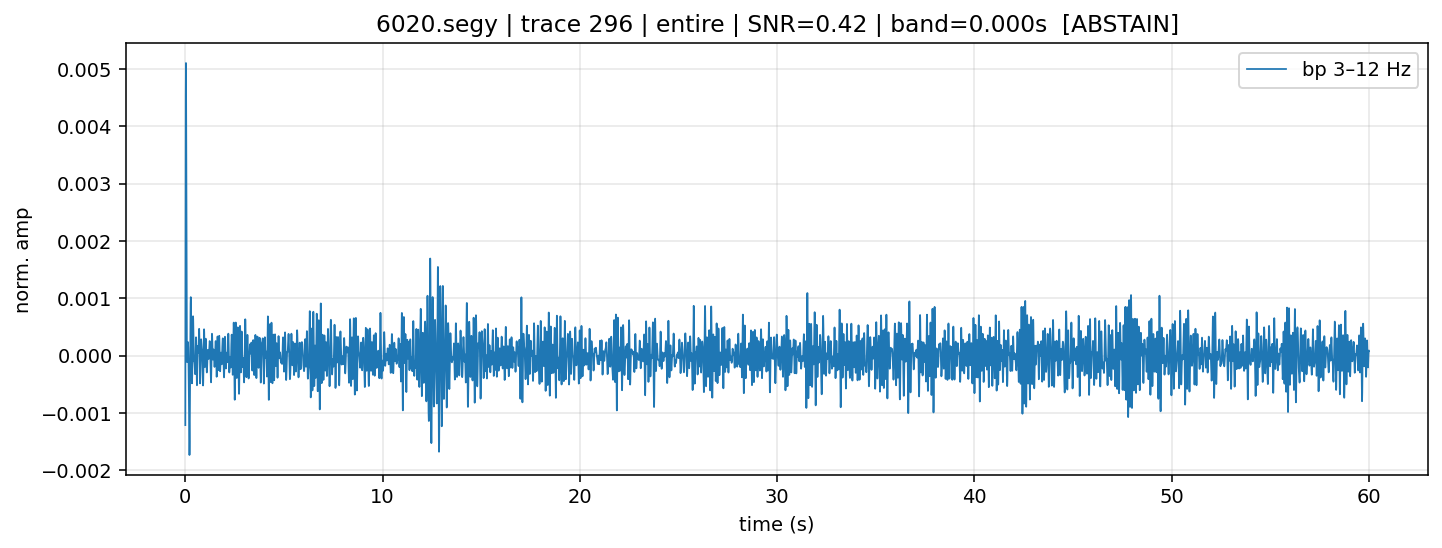 6020.segy | trace 296 | entire | SNR=0.42 | band=0.000s  [ABSTAIN]
bp 3–12 Hz
norm. amp
0.005
0.004
0.003
0.002
0.001
0.000
−0.001
−0.002
0 10 20 30 40 50 60
time (s)